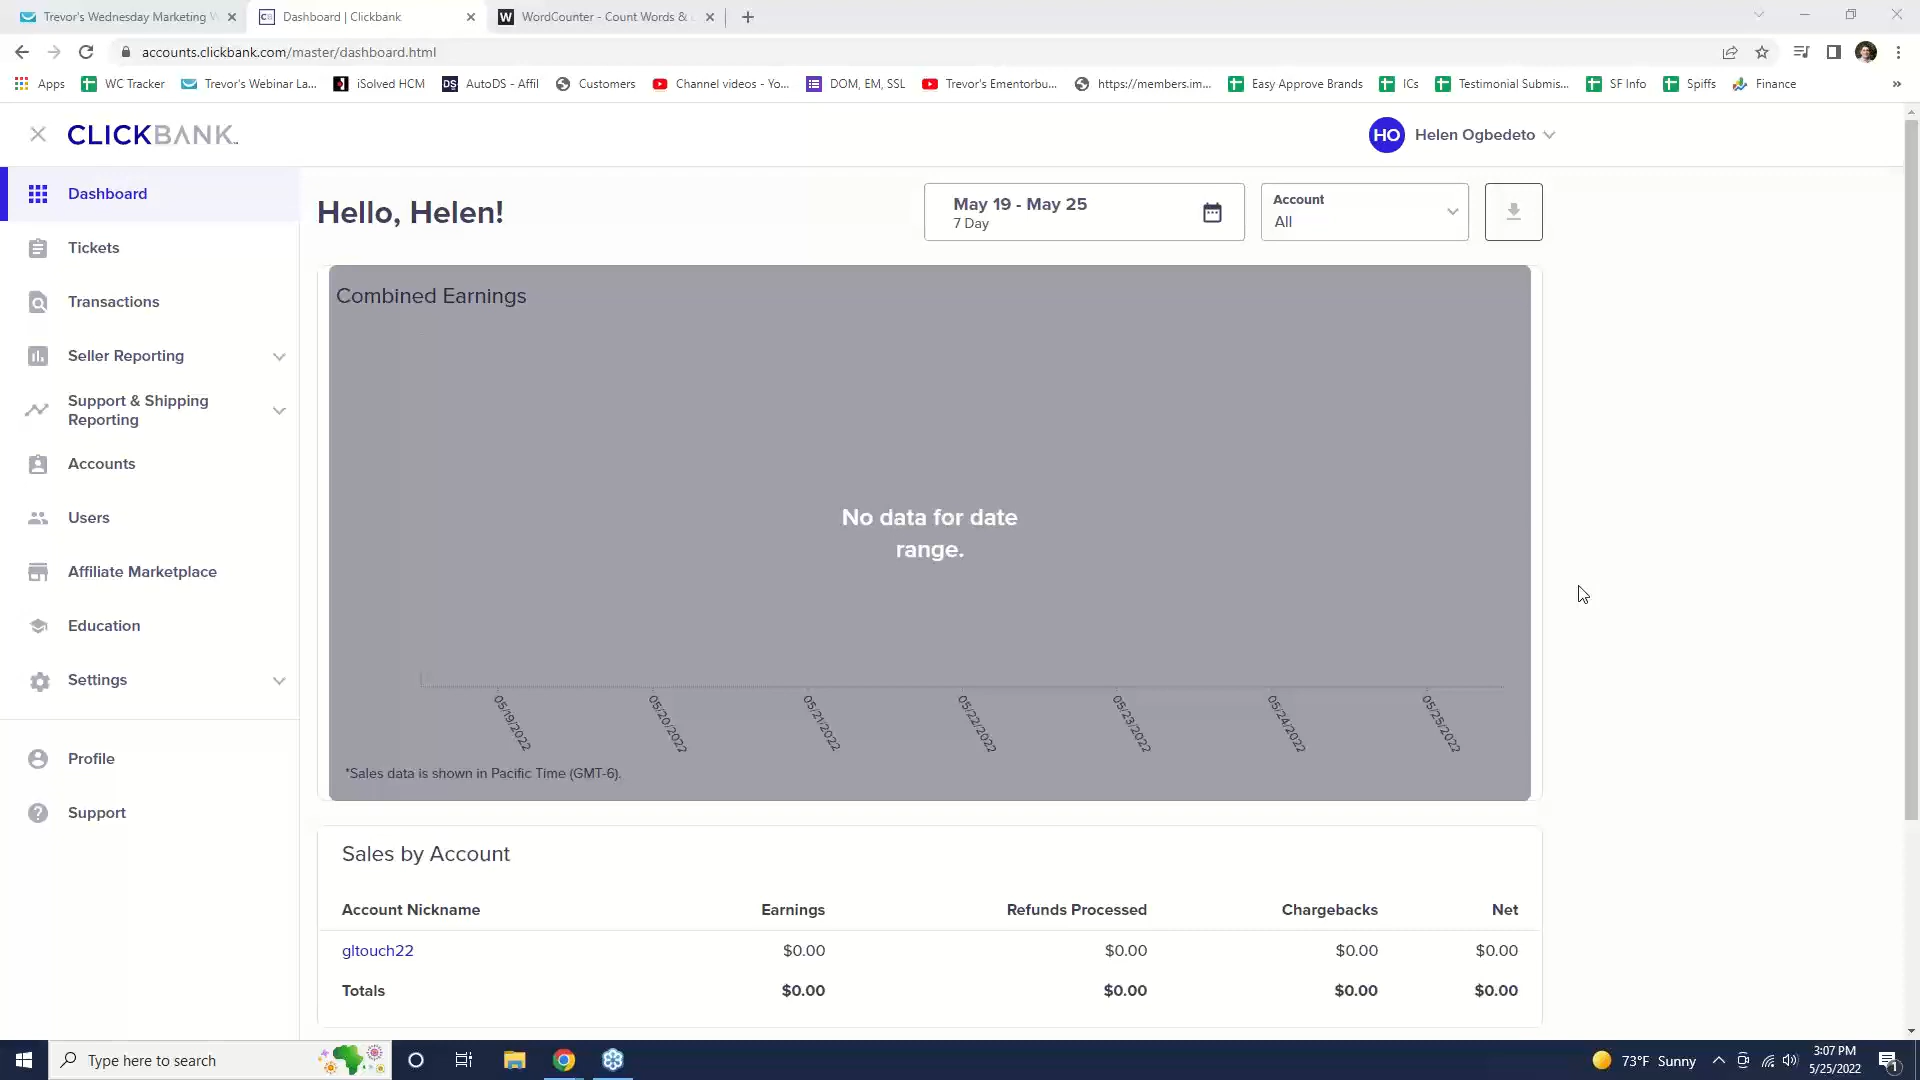 Trevor's Wednesday Marketing W
Dashboard | Clickbank
WordCounter - Count Words &
accounts.clickbank.com/master/dashboard.html
Apps
WC Tracker
Trevor's Webinar La...
iSolved HCM
AutoDS - Affil
Customers
Channel videos - Yo...
DOM, EM, SSL
Trevor's Ementorbu...
https://members.im...
Easy Approve Brands
ICs
Testimonial Submis...
SF Info
Spiffs
Finance
»
CLICKBANK
HO
Helen Ogbedeto
Dashboard
Tickets
Transactions
Seller Reporting
Support & Shipping
Reporting
Accounts
Users
Affiliate Marketplace
Education
Settings
Profile
Support
Hello, Helen!
May 19 - May 25
7 Day
Account
All
Combined Earnings
No data for date
range.
05/19/2022
05/20/2022
05/21/2022
05/22/2022
05/23/2022
05/24/2022
05/25/2022
*Sales data is shown in Pacific Time (GMT-6).
Sales by Account
Account Nickname Earnings Refunds Processed Chargebacks Net
gltouch22 $0.00 $0.00 $0.00 $0.00
Totals $0.00 $0.00 $0.00 $0.00
Type here to search
73°F Sunny
3:07 PM
5/25/2022
1